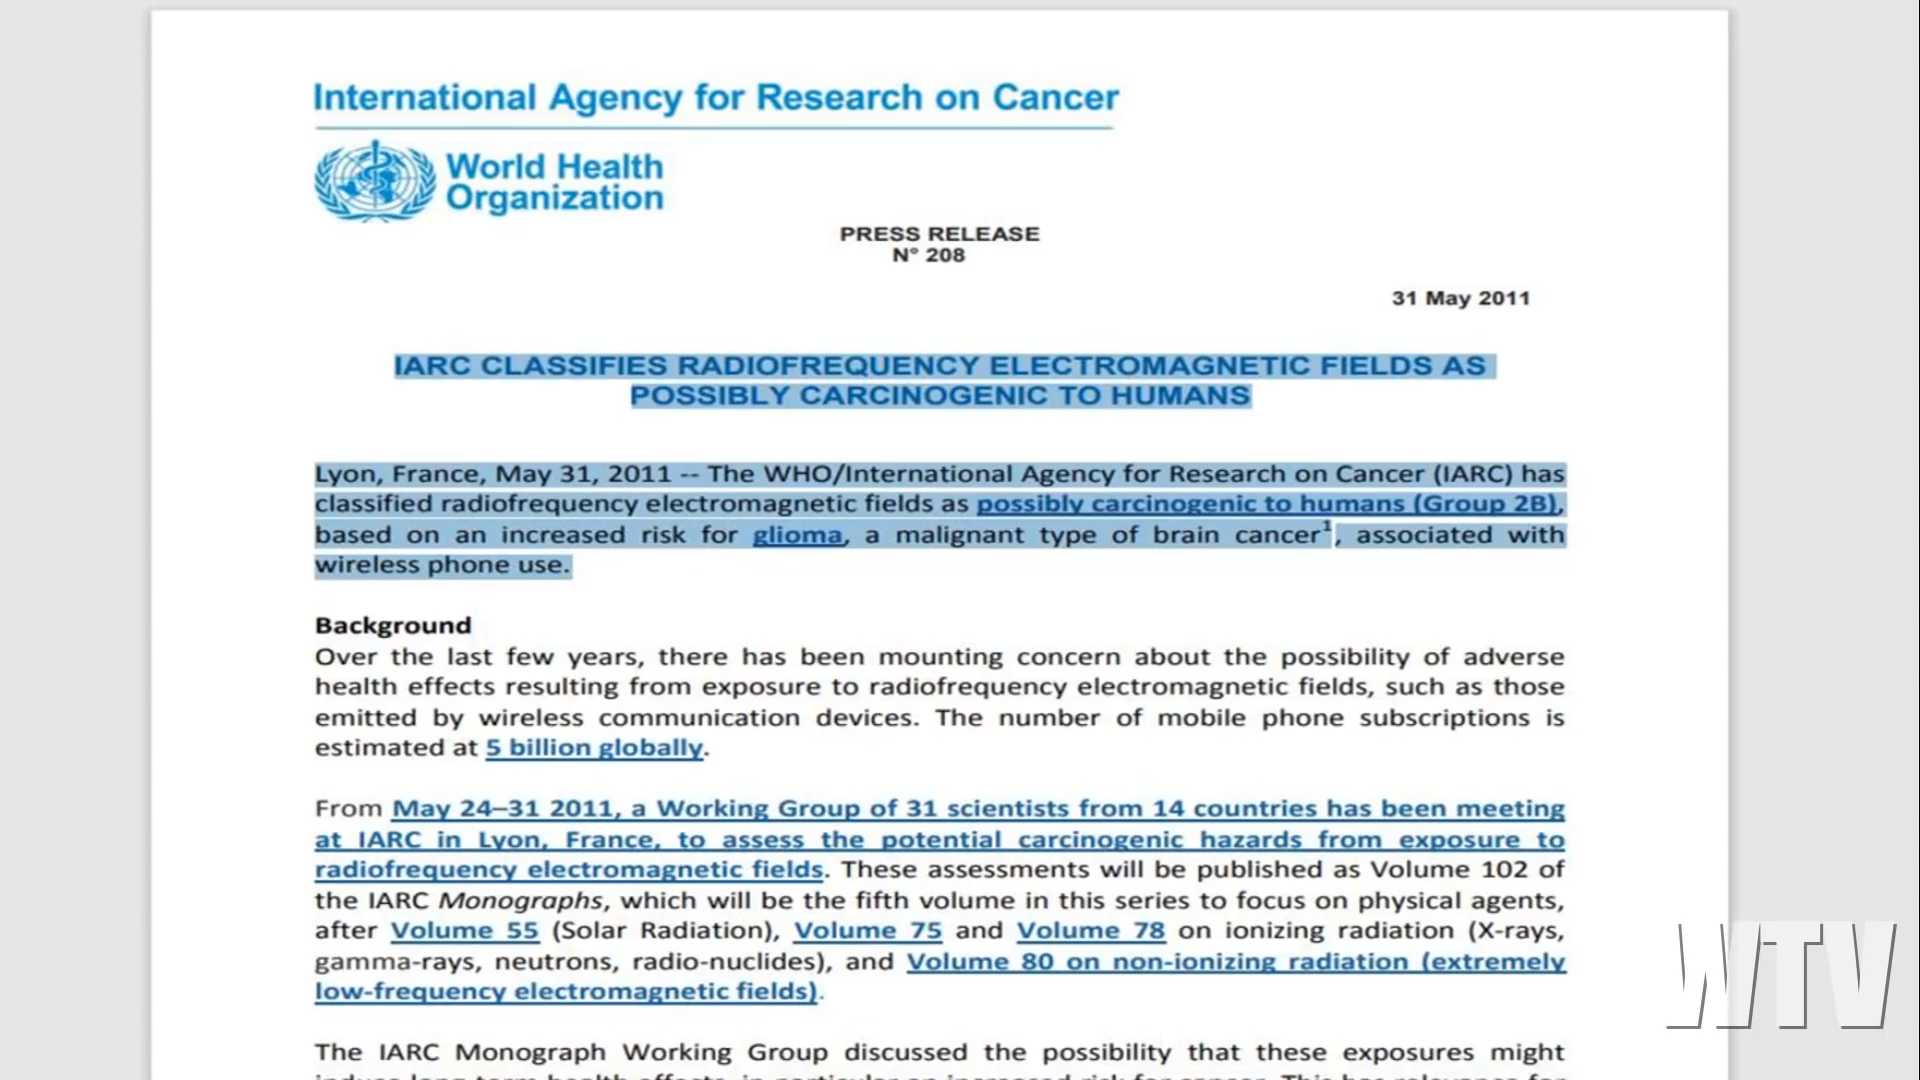 International Agency for Research on Cancer
World Health
Organization
PRESS RELEASE
N° 208
31 May 2011
IARC CLASSIFIES RADIOFREQUENCY ELECTROMAGNETIC FIELDS AS
POSSIBLY CARCINOGENIC TO HUMANS
Lyon, France, May 31, 2011 -- The WHO/International Agency for Research on Cancer (IARC) has
classified radiofrequency electromagnetic fields as possibly carcinogenic to humans (Group 2B),
based on an increased risk for glioma, a malignant type of brain cancer¹, associated with
wireless phone use.
Background
Over the last few years, there has been mounting concern about the possibility of adverse
health effects resulting from exposure to radiofrequency electromagnetic fields, such as those
emitted by wireless communication devices. The number of mobile phone subscriptions is
estimated at 5 billion globally.
From May 24–31 2011, a Working Group of 31 scientists from 14 countries has been meeting
at IARC in Lyon, France, to assess the potential carcinogenic hazards from exposure to
radiofrequency electromagnetic fields. These assessments will be published as Volume 102 of
the IARC Monographs, which will be the fifth volume in this series to focus on physical agents,
after Volume 55 (Solar Radiation), Volume 75 and Volume 78 on ionizing radiation (X-rays,
gamma-rays, neutrons, radio-nuclides), and Volume 80 on non-ionizing radiation (extremely
low-frequency electromagnetic fields).
The IARC Monograph Working Group discussed the possibility that these exposures might
WTV